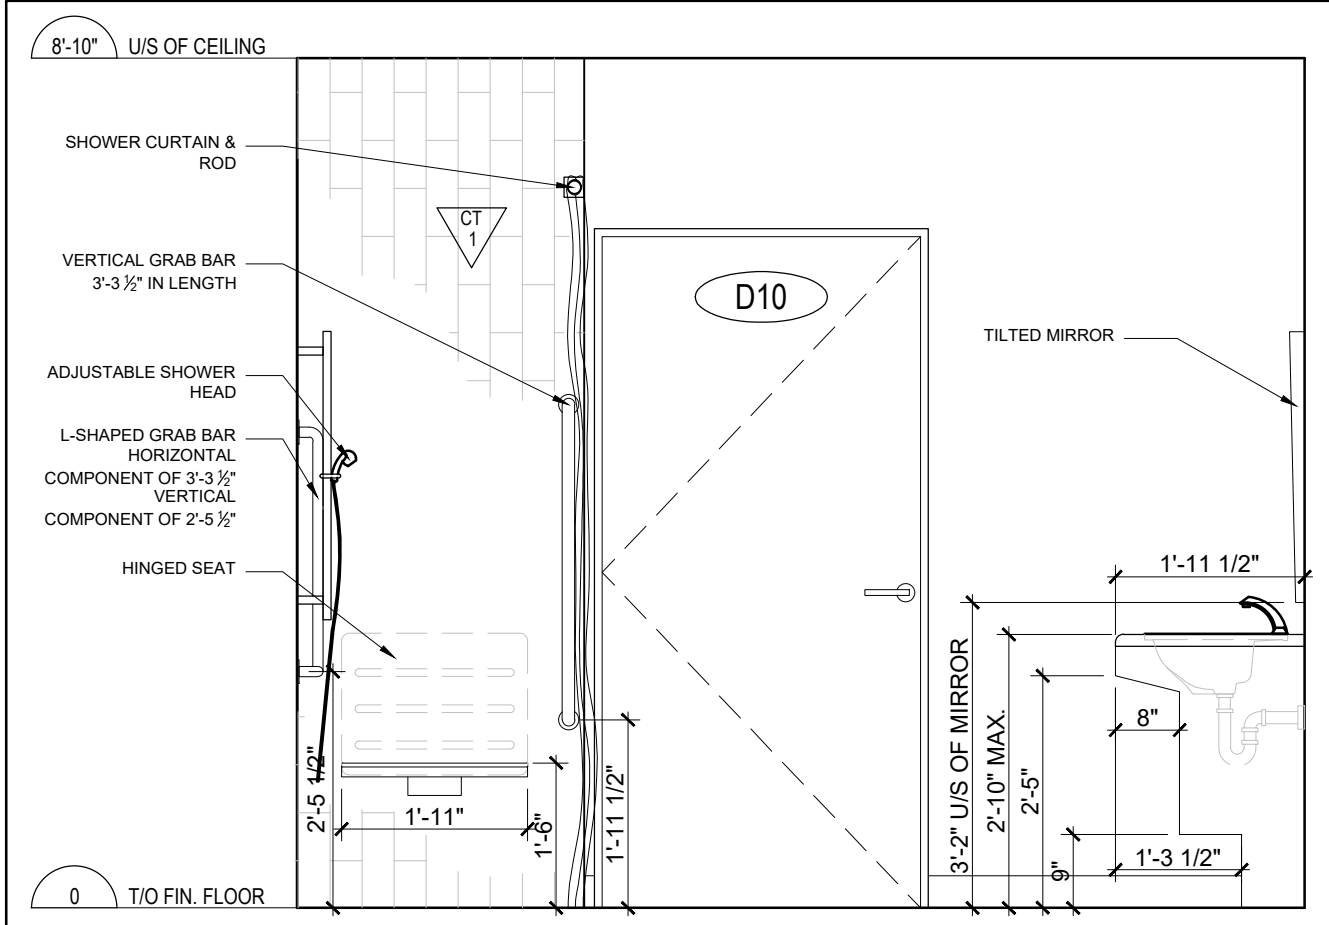 8'-10" U/S OF CEILING
SHOWER CURTAIN &
ROD
CT
1
VERTICAL GRAB BAR
3'-3 ½" IN LENGTH
D10
TILTED MIRROR
ADJUSTABLE SHOWER
HEAD
L-SHAPED GRAB BAR
HORIZONTAL
COMPONENT OF 3'-3 ½"
VERTICAL
COMPONENT OF 2'-5 ½"
HINGED SEAT
1'-11 1/2"
8"
2'-5 1/2"
1'-11"
1'-6"
1'-11 1/2"
3'-2" U/S OF MIRROR
2'-10" MAX.
2'-5"
9"
1'-3 1/2"
0 T/O FIN. FLOOR